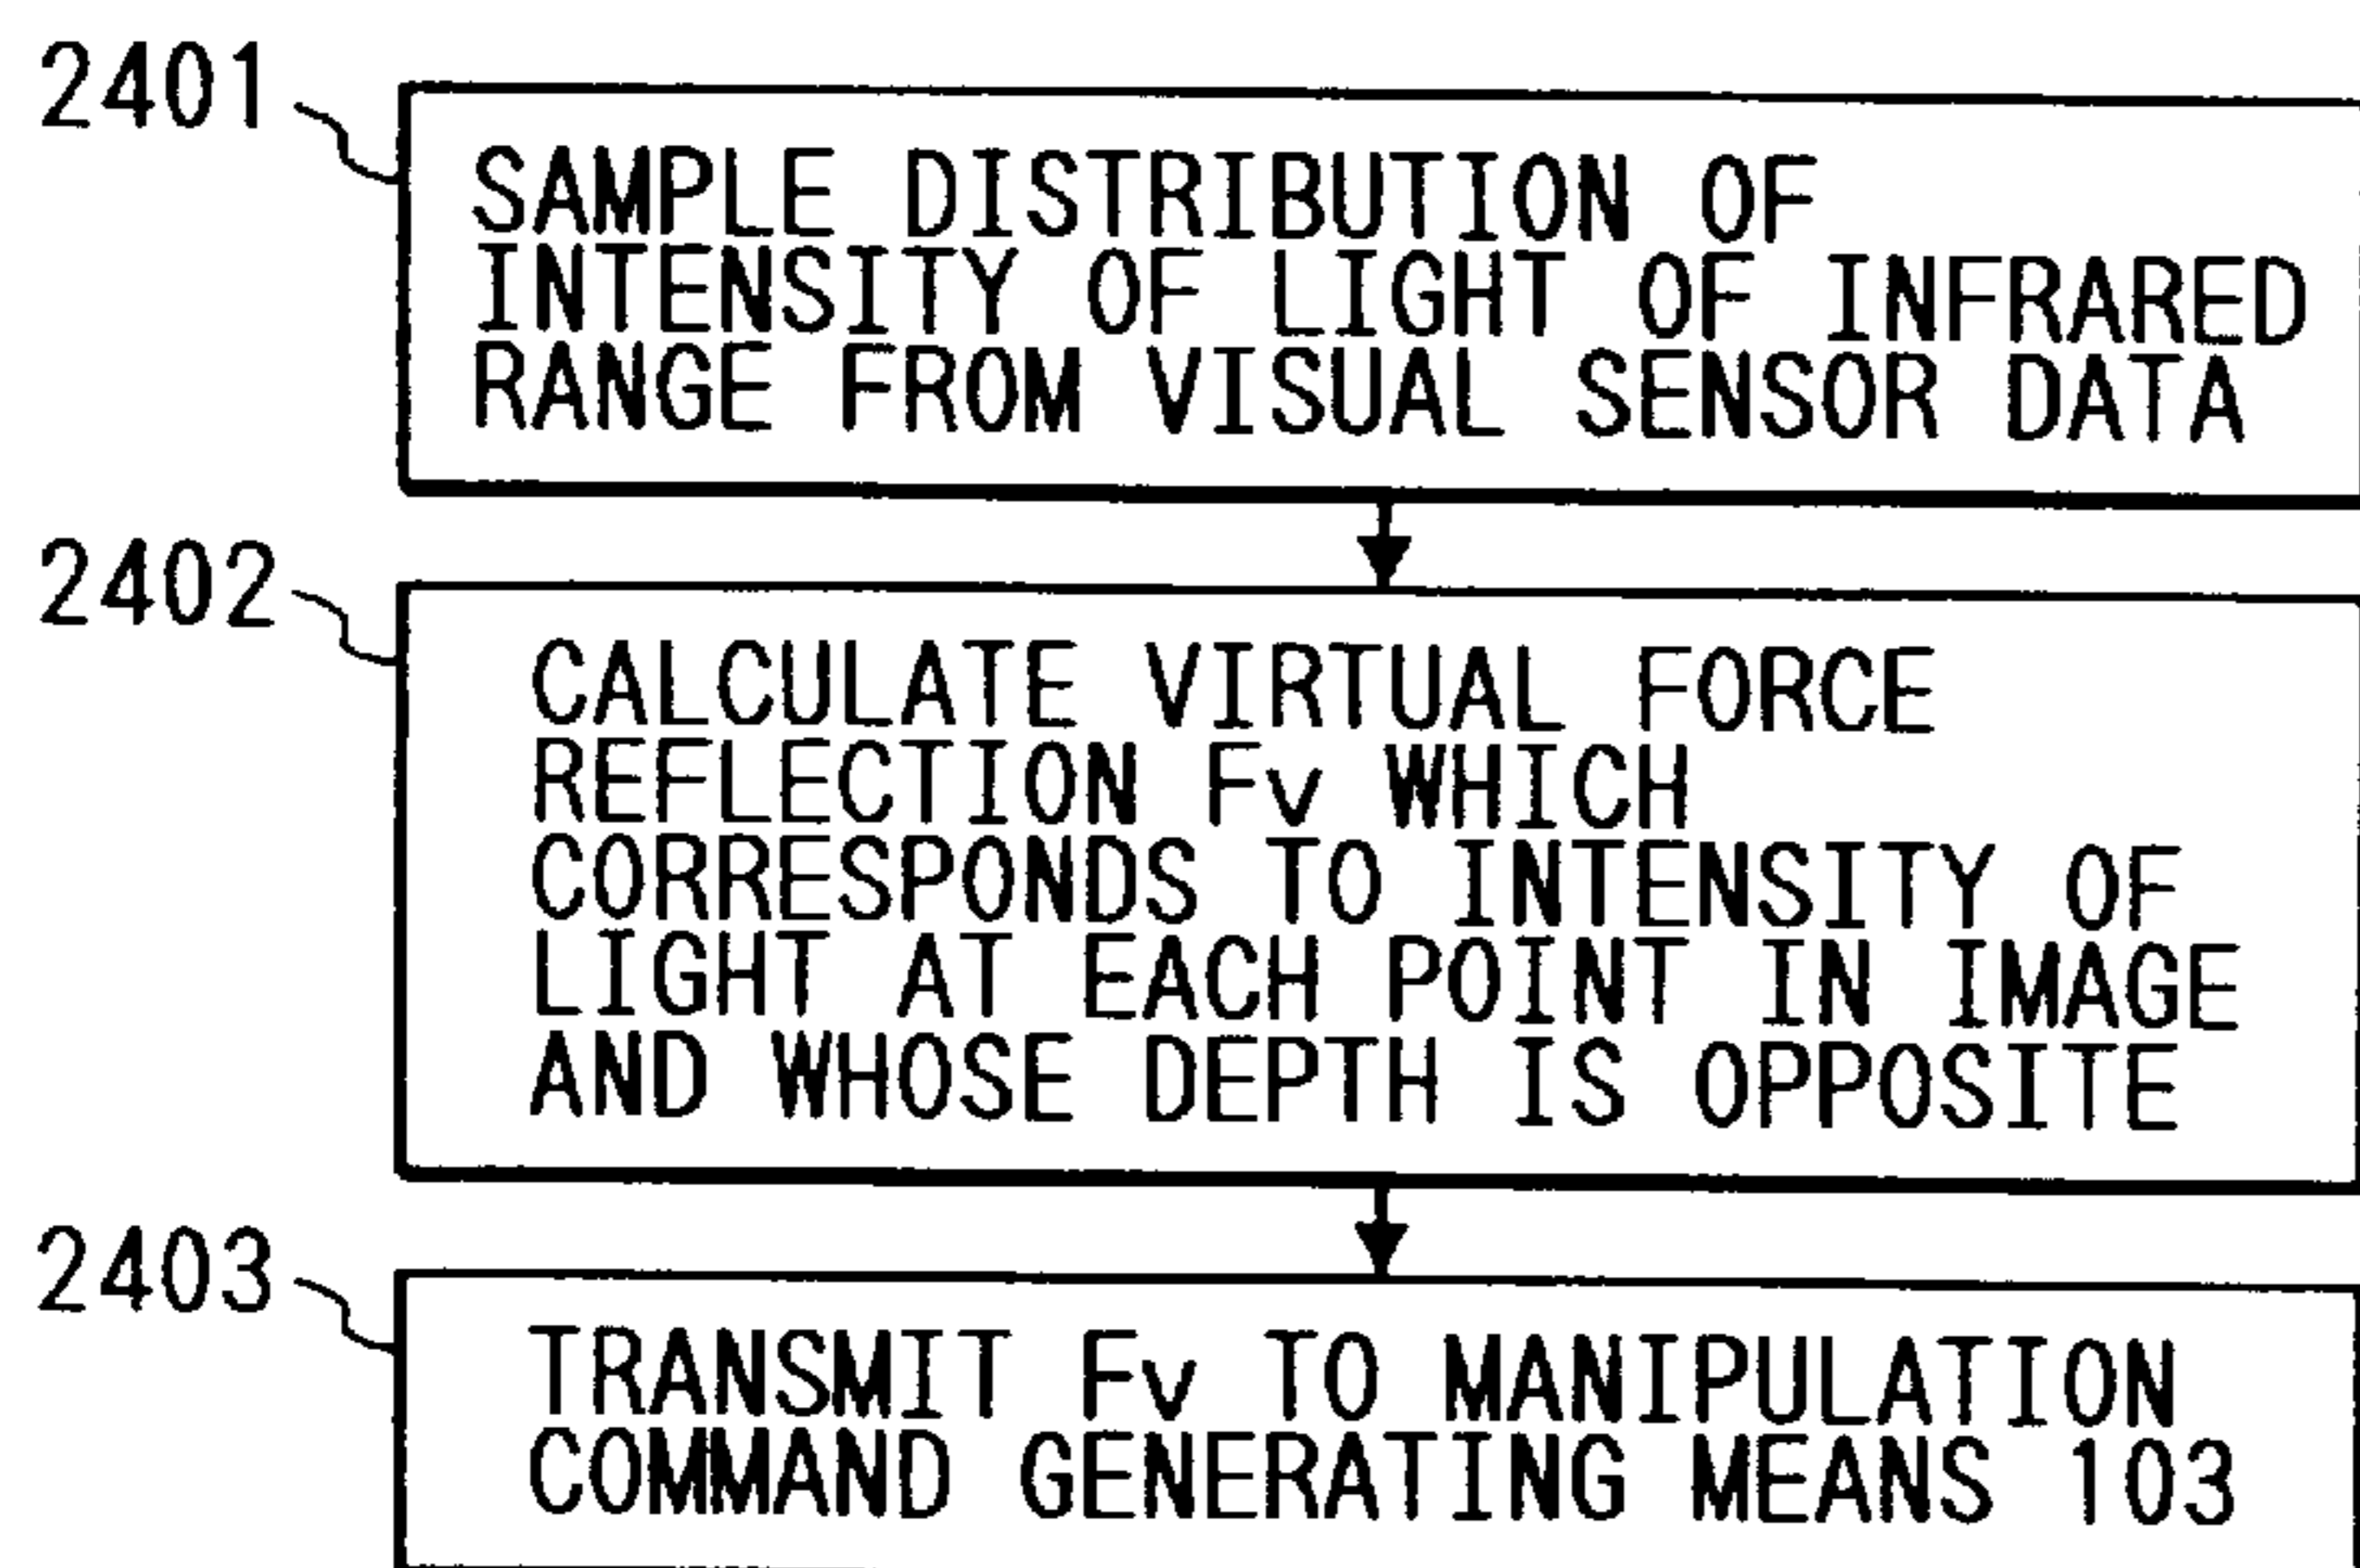 2401
SAMPLE DISTRIBUTION OF
INTENSITY OF LIGHT OF INFRARED
RANGE FROM VISUAL SENSOR DATA
2402
CALCULATE VIRTUAL FORCE
REFLECTION Fv WHICH
CORRESPONDS TO INTENSITY OF
LIGHT AT EACH POINT IN IMAGE
AND WHOSE DEPTH IS OPPOSITE
2403
TRANSMIT Fv TO MANIPULATION
COMMAND GENERATING MEANS 103